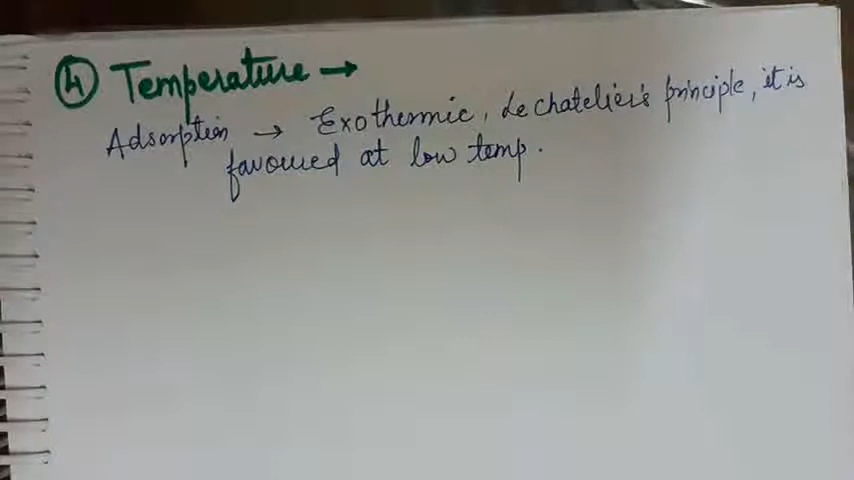 ④ Temperature →
Adsorption → Exothermic, Le chatelier's principle, it is
favoured at low temp.